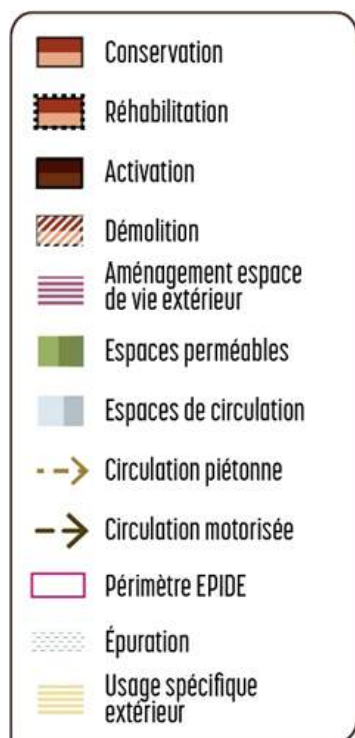 Conservation
Réhabilitation
Activation
Démolition
Aménagement espace
de vie extérieur
Espaces perméables
Espaces de circulation
Circulation piétonne
Circulation motorisée
Périmètre EPIDE
Épuration
Usage spécifique
extérieur